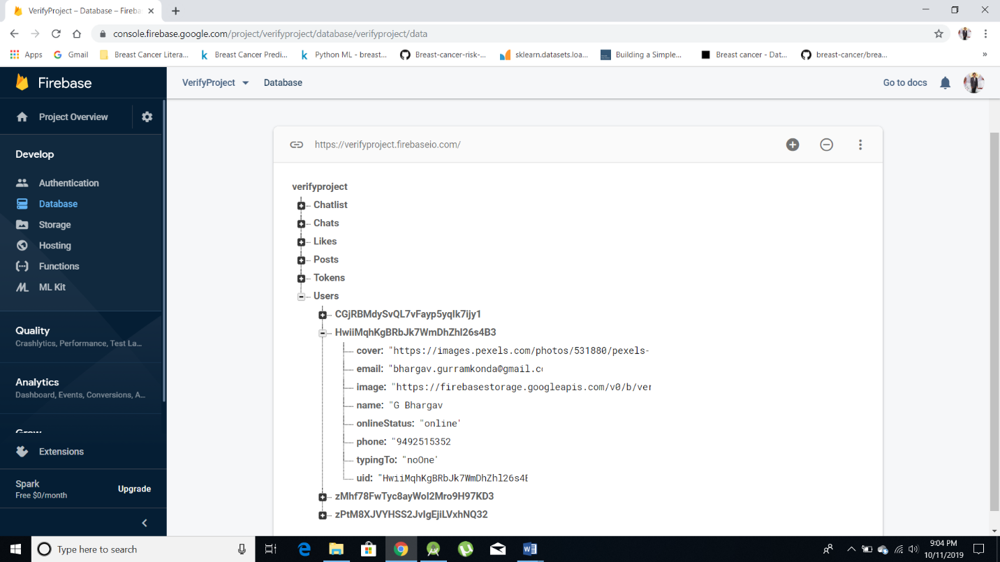 VerifyProject – Database – Fireba
console.firebase.google.com/project/verifyproject/database/verifyproject/data
Apps Gmail Breast Cancer Litera... Breast Cancer Predi... Python ML - breast... Breast-cancer-risk-... sklearn.datasets.loa... Building a Simple... Breast cancer - Dat... breast-cancer/brea... »
Firebase
VerifyProject Database Go to docs
Project Overview
Develop
Authentication
Database
Storage
Hosting
Functions
ML Kit
Quality
Crashlytics, Performance, Test La...
Analytics
Dashboard, Events, Conversions, A...
Grow
Extensions
Spark
Free $0/month
Upgrade
https://verifyproject.firebaseio.com/
verifyproject
Chatlist
Chats
Likes
Posts
Tokens
Users
CGjRBMdySvQL7vFayp5yqlk7ijy1
HwiiMqhKgBRbJk7WmDhZhl26s4B3
cover: "https://images.pexels.com/photos/531880/pexels-
email: "bhargav.gurramkonda@gmail.co
image: "https://firebasestorage.googleapis.com/v0/b/ver
name: "G Bhargav
onlineStatus: "online"
phone: "9492515352
typingTo: "noOne"
uid: "HwiiMqhKgBRbJk7WmDhZhl26s4B
zMhf78FwTyc8ayWol2Mro9H97KD3
zPtM8XJVYHSS2JvIgEjiLVxhNQ32
Type here to search
9:04 PM
10/11/2019